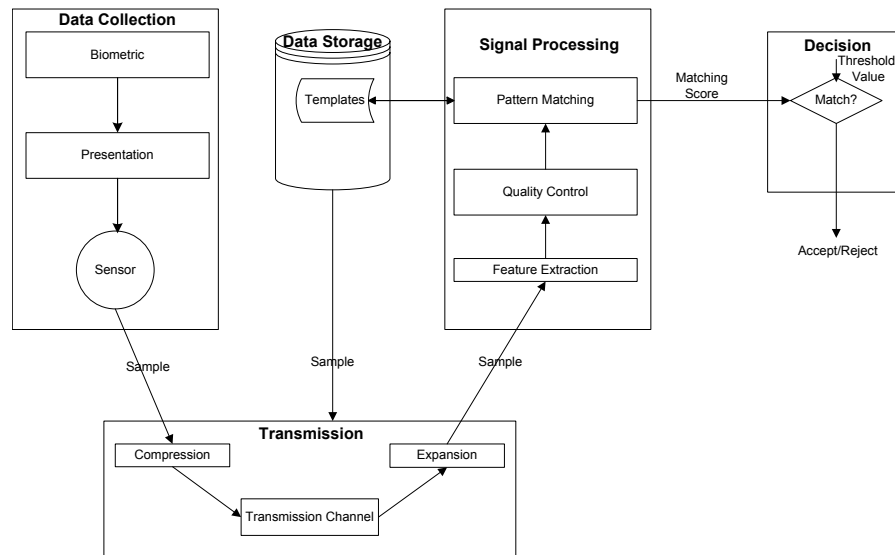 Data Collection
Biometric
Presentation
Sensor
Sample
Data Storage
Templates
Sample
Signal Processing
Pattern Matching
Quality Control
Feature Extraction
Sample
Matching
Score
Decision
Threshold
Value
Match?
Accept/Reject
Transmission
Compression
Transmission Channel
Expansion